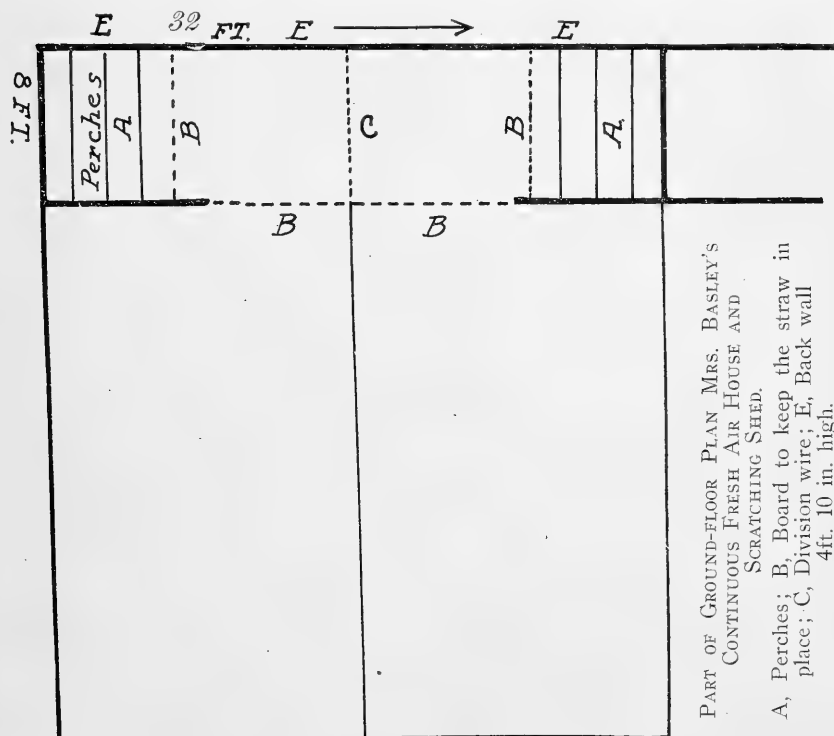 E 32 FT. E E
8 FT.
Perches
A
B
C
B
A.
B B
PART OF GROUND-FLOOR PLAN MRS. BASLEY'S
CONTINUOUS FRESH AIR HOUSE AND
SCRATCHING SHED.
A, Perches; B, Board to keep the straw in
place; C, Division wire; E, Back wall
4ft. 10 in. high.